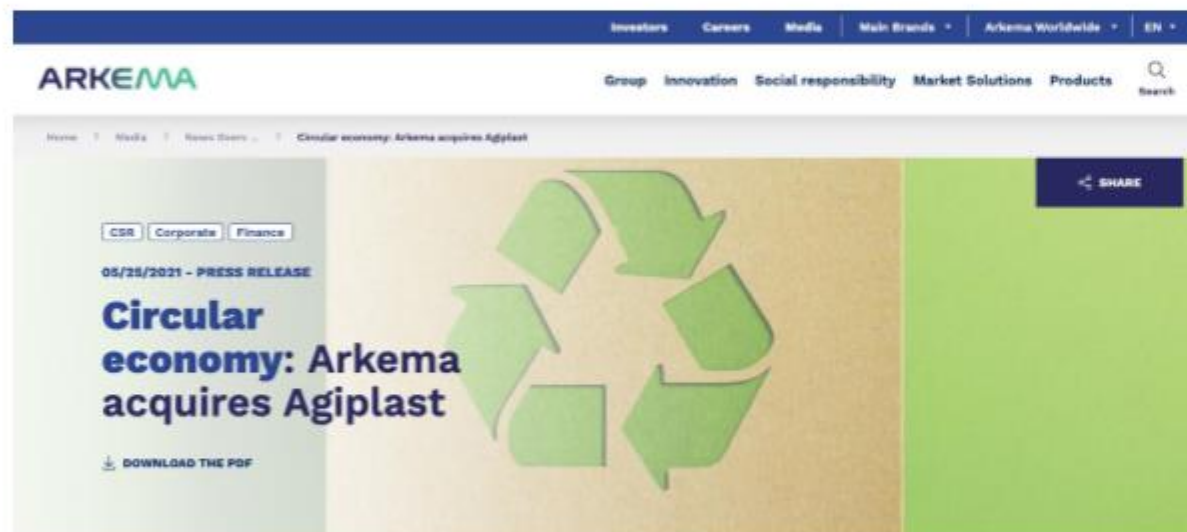 Investors Careers Media Main Brands Arkema Worldwide EN
ARKEMA
Group Innovation Social responsibility Market Solutions Products
Search
Home Media Circular economy: Arkema acquires Agiplast
SHARE
CSR Corporate Finance
05/25/2021 - PRESS RELEASE
Circular
economy: Arkema
acquires Agiplast
DOWNLOAD THE PDF